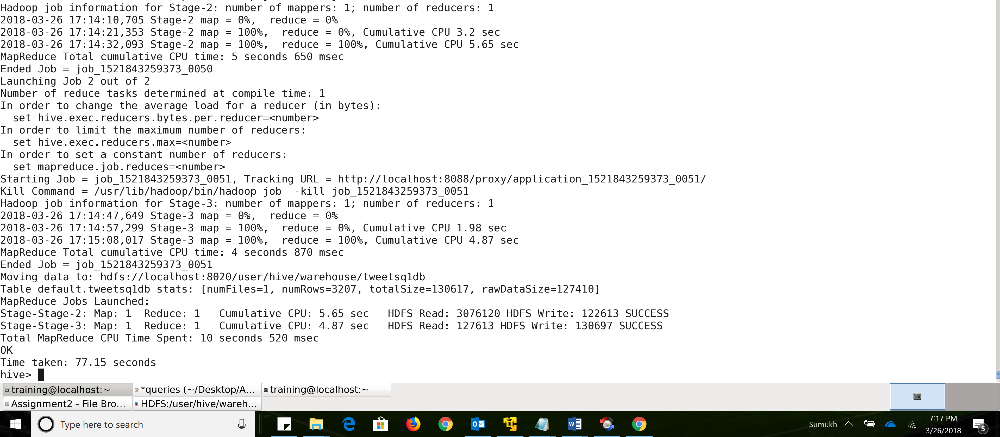 Hadoop job information for Stage-2: number of mappers: 1; number of reducers: 1
2018-03-26 17:14:10,705 Stage-2 map = 0%,  reduce = 0%
2018-03-26 17:14:21,353 Stage-2 map = 100%,  reduce = 0%, Cumulative CPU 3.2 sec
2018-03-26 17:14:32,093 Stage-2 map = 100%,  reduce = 100%, Cumulative CPU 5.65 sec
MapReduce Total cumulative CPU time: 5 seconds 650 msec
Ended Job = job_1521843259373_0050
Launching Job 2 out of 2
Number of reduce tasks determined at compile time: 1
In order to change the average load for a reducer (in bytes):
  set hive.exec.reducers.bytes.per.reducer=<number>
In order to limit the maximum number of reducers:
  set hive.exec.reducers.max=<number>
In order to set a constant number of reducers:
  set mapreduce.job.reduces=<number>
Starting Job = job_1521843259373_0051, Tracking URL = http://localhost:8088/proxy/application_1521843259373_0051/
Kill Command = /usr/lib/hadoop/bin/hadoop job  -kill job_1521843259373_0051
Hadoop job information for Stage-3: number of mappers: 1; number of reducers: 1
2018-03-26 17:14:47,649 Stage-3 map = 0%,  reduce = 0%
2018-03-26 17:14:57,299 Stage-3 map = 100%,  reduce = 0%, Cumulative CPU 1.98 sec
2018-03-26 17:15:08,017 Stage-3 map = 100%,  reduce = 100%, Cumulative CPU 4.87 sec
MapReduce Total cumulative CPU time: 4 seconds 870 msec
Ended Job = job_1521843259373_0051
Moving data to: hdfs://localhost:8020/user/hive/warehouse/tweetsq1db
Table default.tweetsq1db stats: [numFiles=1, numRows=3207, totalSize=130617, rawDataSize=127410]
MapReduce Jobs Launched:
Stage-Stage-2: Map: 1  Reduce: 1   Cumulative CPU: 5.65 sec   HDFS Read: 3076120 HDFS Write: 122613 SUCCESS
Stage-Stage-3: Map: 1  Reduce: 1   Cumulative CPU: 4.87 sec   HDFS Read: 127613 HDFS Write: 130697 SUCCESS
Total MapReduce CPU Time Spent: 10 seconds 520 msec
OK
Time taken: 77.15 seconds
hive>
training@localhost:~ *queries (~/Desktop/A... training@localhost:~
Assignment2 - File Bro... HDFS:/user/hive/wareh...
Type here to search
Sumukh
7:17 PM
3/26/2018
5